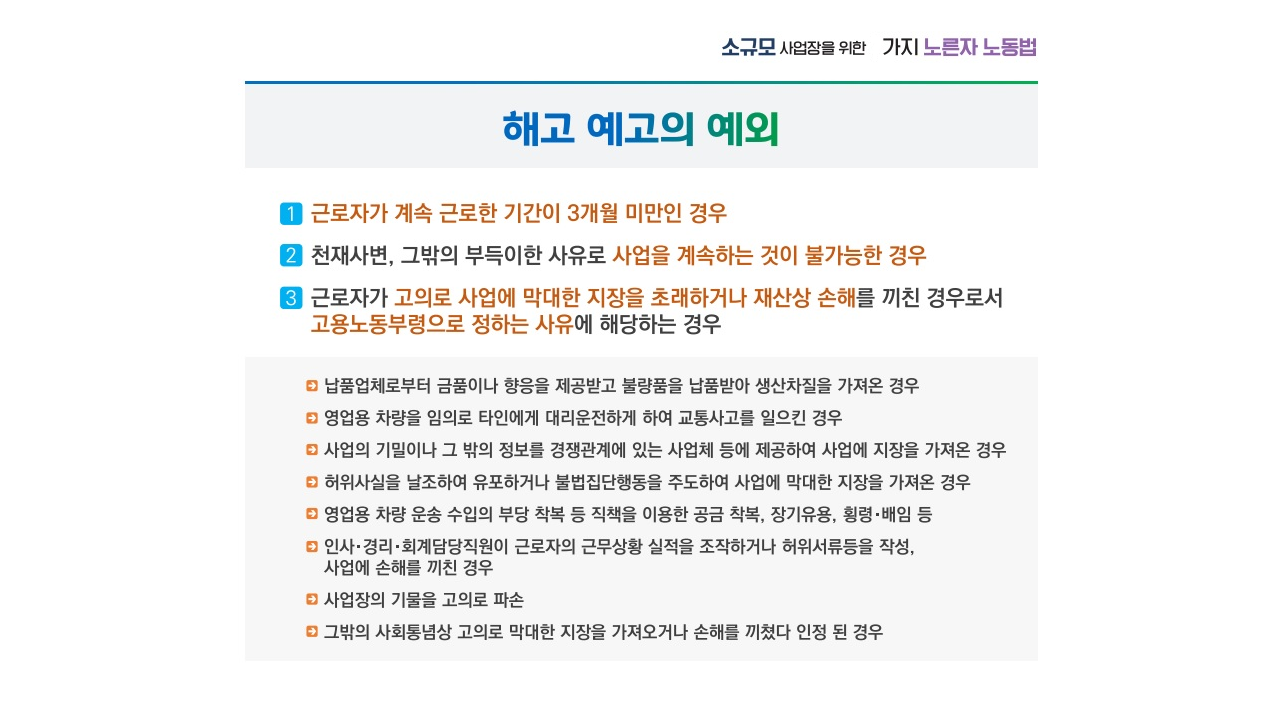 소규모 사업장을 위한 가지 노른자 노동법
해고 예고의 예외
1 근로자가 계속 근로한 기간이 3개월 미만인 경우
2 천재사변, 그밖의 부득이한 사유로 사업을 계속하는 것이 불가능한 경우
3 근로자가 고의로 사업에 막대한 지장을 초래하거나 재산상 손해를 끼친 경우로서
고용노동부령으로 정하는 사유에 해당하는 경우
납품업체로부터 금품이나 향응을 제공받고 불량품을 납품받아 생산차질을 가져온 경우
영업용 차량을 임의로 타인에게 대리운전하게 하여 교통사고를 일으킨 경우
사업의 기밀이나 그 밖의 정보를 경쟁관계에 있는 사업체 등에 제공하여 사업에 지장을 가져온 경우
허위사실을 날조하여 유포하거나 불법집단행동을 주도하여 사업에 막대한 지장을 가져온 경우
영업용 차량 운송 수입의 부당 착복 등 직책을 이용한 공금 착복, 장기유용, 횡령·배임 등
인사·경리·회계담당직원이 근로자의 근무상황 실적을 조작하거나 허위서류등을 작성,
사업에 손해를 끼친 경우
사업장의 기물을 고의로 파손
그밖의 사회통념상 고의로 막대한 지장을 가져오거나 손해를 끼쳤다 인정 된 경우